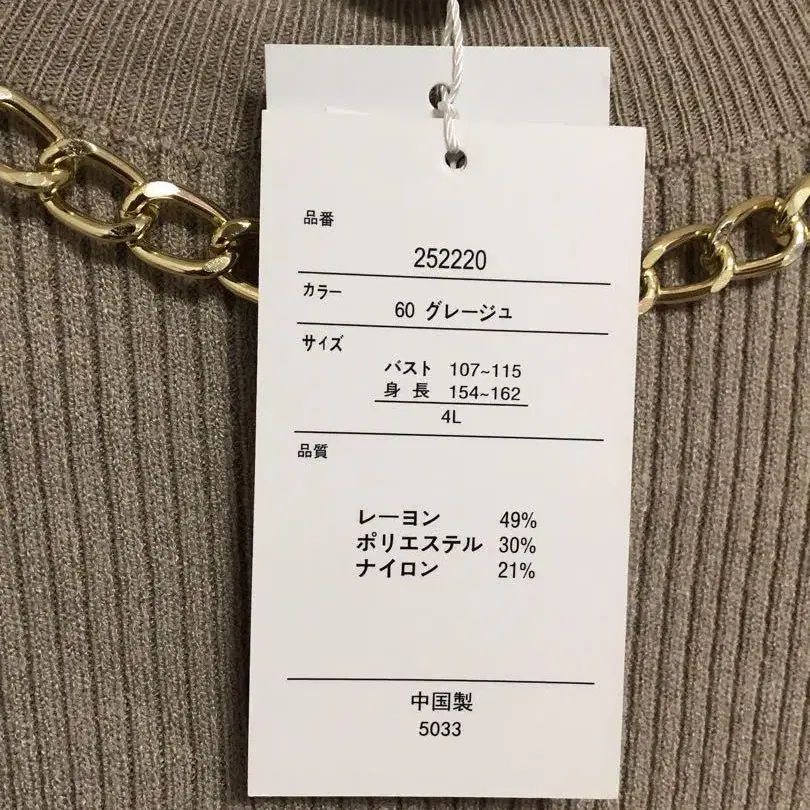 品番
252220
カラー
60 グレージュ
サイズ
バスト 107~115
身 長 154~162
4L
品質
レーヨン 49%
ポリエステル 30%
ナイロン 21%
中国製
5033